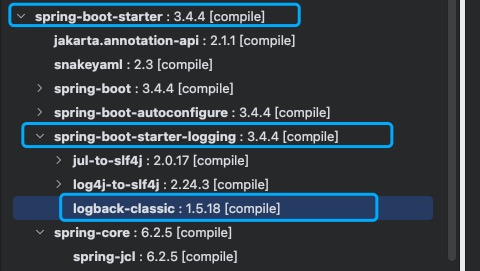 spring-boot-starter : 3.4.4 [compile]
jakarta.annotation-api : 2.1.1 [compile]
snakeyaml : 2.3 [compile]
spring-boot : 3.4.4 [compile]
spring-boot-autoconfigure : 3.4.4 [compile]
spring-boot-starter-logging : 3.4.4 [compile]
jul-to-slf4j : 2.0.17 [compile]
log4j-to-slf4j : 2.24.3 [compile]
logback-classic : 1.5.18 [compile]
spring-core : 6.2.5 [compile]
spring-jcl : 6.2.5 [compile]